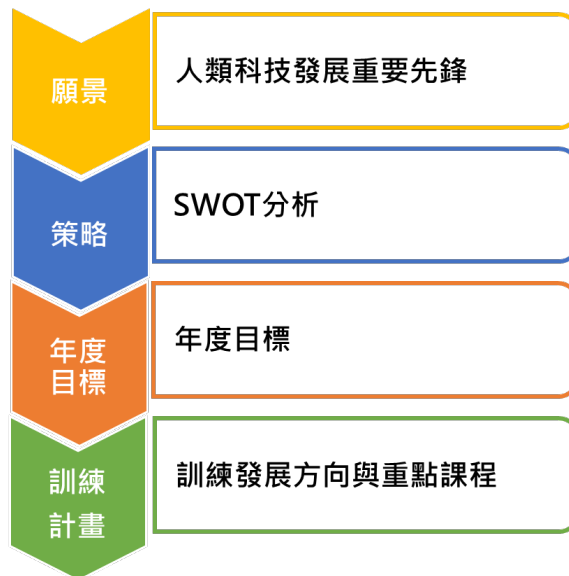 願景
人類科技發展重要先鋒
策略
SWOT分析
年度
目標
年度目標
訓練
計畫
訓練發展方向與重點課程